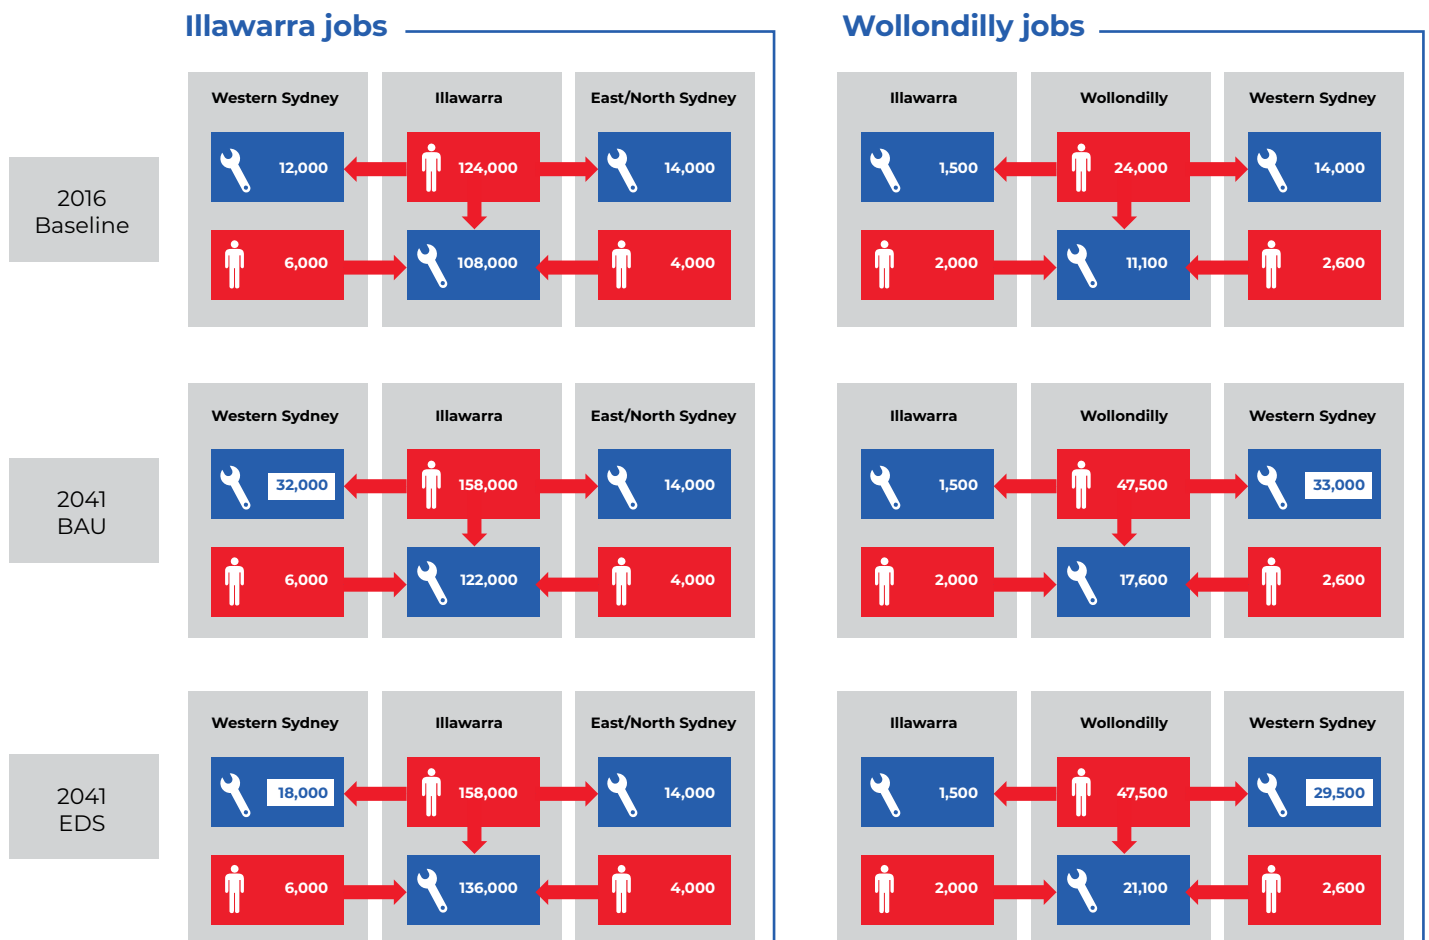 Illawarra jobs
Wollondilly jobs
2016
Baseline
Western Sydney
Illawarra
East/North Sydney
12,000
124,000
14,000
6,000
108,000
4,000
Illawarra
Wollondilly
Western Sydney
1,500
24,000
14,000
2,000
11,100
2,600
2041
BAU
Western Sydney
Illawarra
East/North Sydney
32,000
158,000
14,000
6,000
122,000
4,000
Illawarra
Wollondilly
Western Sydney
1,500
47,500
33,000
2,000
17,600
2,600
2041
EDS
Western Sydney
Illawarra
East/North Sydney
18,000
158,000
14,000
6,000
136,000
4,000
Illawarra
Wollondilly
Western Sydney
1,500
47,500
29,500
2,000
21,100
2,600